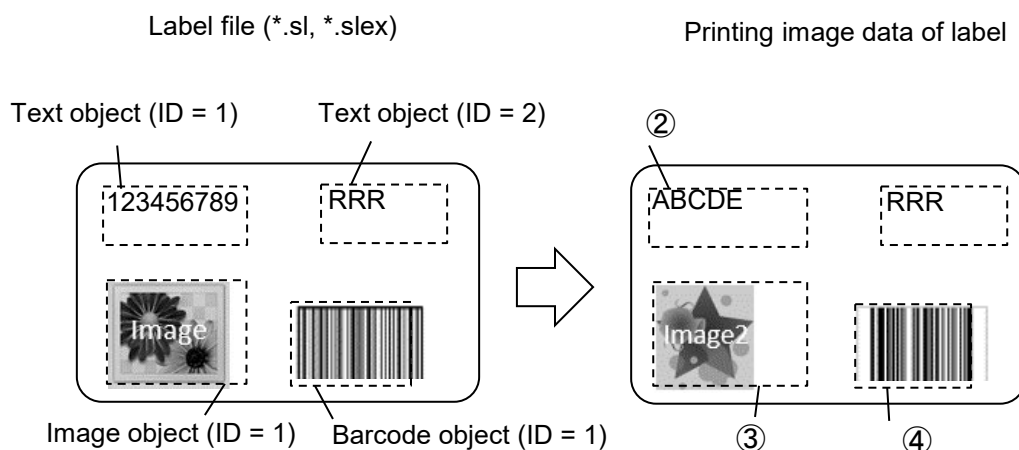 Label file (*.sl, *.slex)
Printing image data of label
Text object (ID = 1)
Text object (ID = 2)
②
123456789
RRR
ABCDE
RRR
Image
Image2
Image object (ID = 1)
Barcode object (ID = 1)
③
④